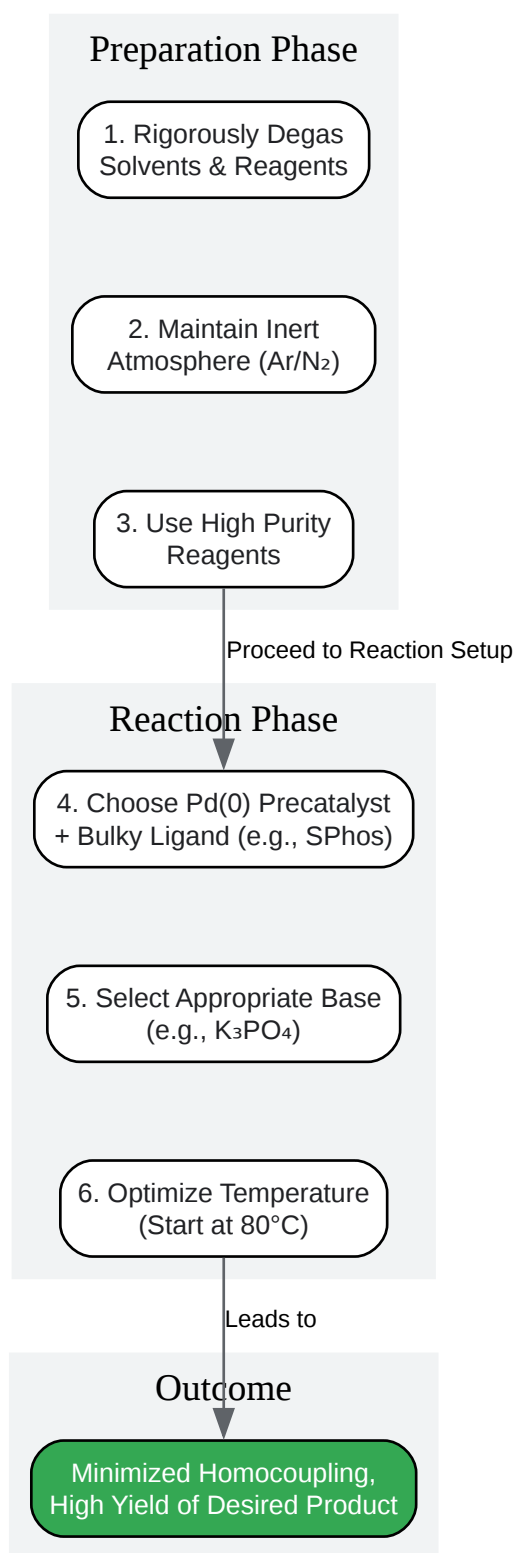 Preparation Phase
1. Rigorously Degas
Solvents & Reagents
2. Maintain Inert
Atmosphere (Ar/N₂)
3. Use High Purity
Reagents
Proceed to Reaction Setup
Reaction Phase
4. Choose Pd(0) Precatalyst
+ Bulky Ligand (e.g., SPhos)
5. Select Appropriate Base
(e.g., K₃PO₄)
6. Optimize Temperature
(Start at 80°C)
Leads to
Outcome
Minimized Homocoupling,
High Yield of Desired Product